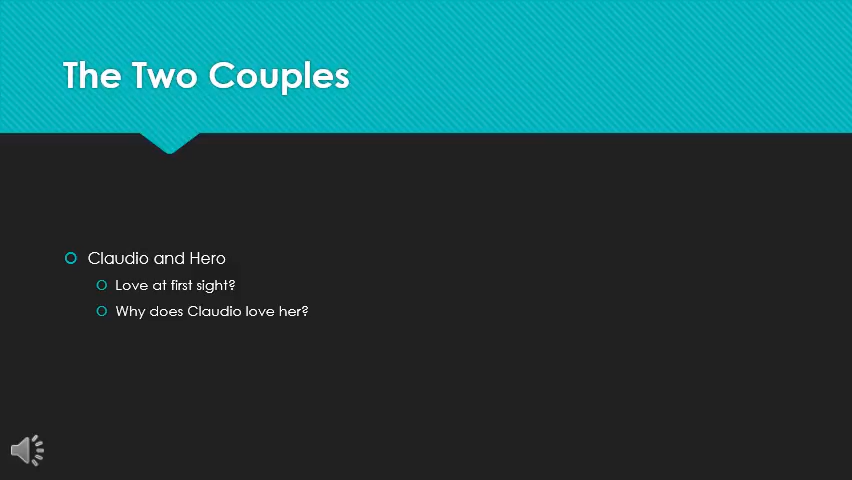 The Two Couples
Claudio and Hero
Love at first sight?
Why does Claudio love her?